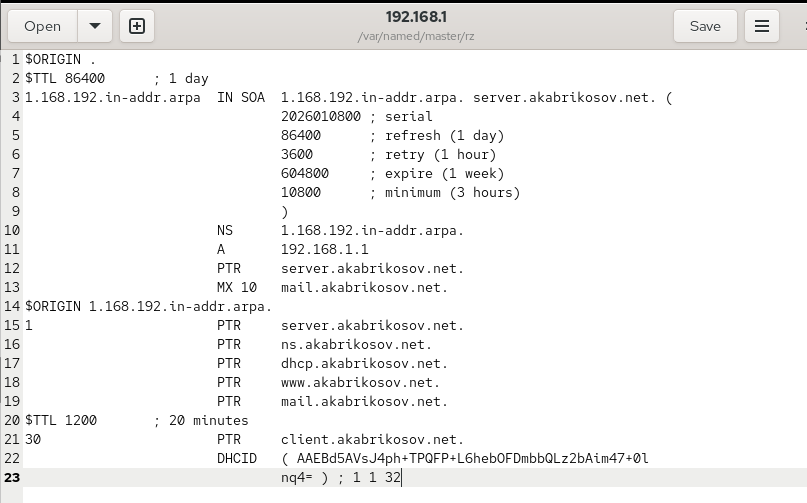 Open
192.168.1
/var/named/master/rz
Save
1 $ORIGIN .
2 $TTL 86400      ; 1 day
3 1.168.192.in-addr.arpa  IN SOA  1.168.192.in-addr.arpa. server.akabrikosov.net. (
4                                 2026010800 ; serial
5                                 86400      ; refresh (1 day)
6                                 3600       ; retry (1 hour)
7                                 604800     ; expire (1 week)
8                                 10800      ; minimum (3 hours)
9                                 )
10                         NS      1.168.192.in-addr.arpa.
11                         A       192.168.1.1
12                         PTR     server.akabrikosov.net.
13                         MX 10   mail.akabrikosov.net.
14 $ORIGIN 1.168.192.in-addr.arpa.
15 1                       PTR     server.akabrikosov.net.
16                         PTR     ns.akabrikosov.net.
17                         PTR     dhcp.akabrikosov.net.
18                         PTR     www.akabrikosov.net.
19                         PTR     mail.akabrikosov.net.
20 $TTL 1200       ; 20 minutes
21 30                      PTR     client.akabrikosov.net.
22                         DHCID   ( AAEBd5AVsJ4ph+TPQFP+L6hebOFDmbbQLz2bAim47+0l
23                                 nq4= ) ; 1 1 32